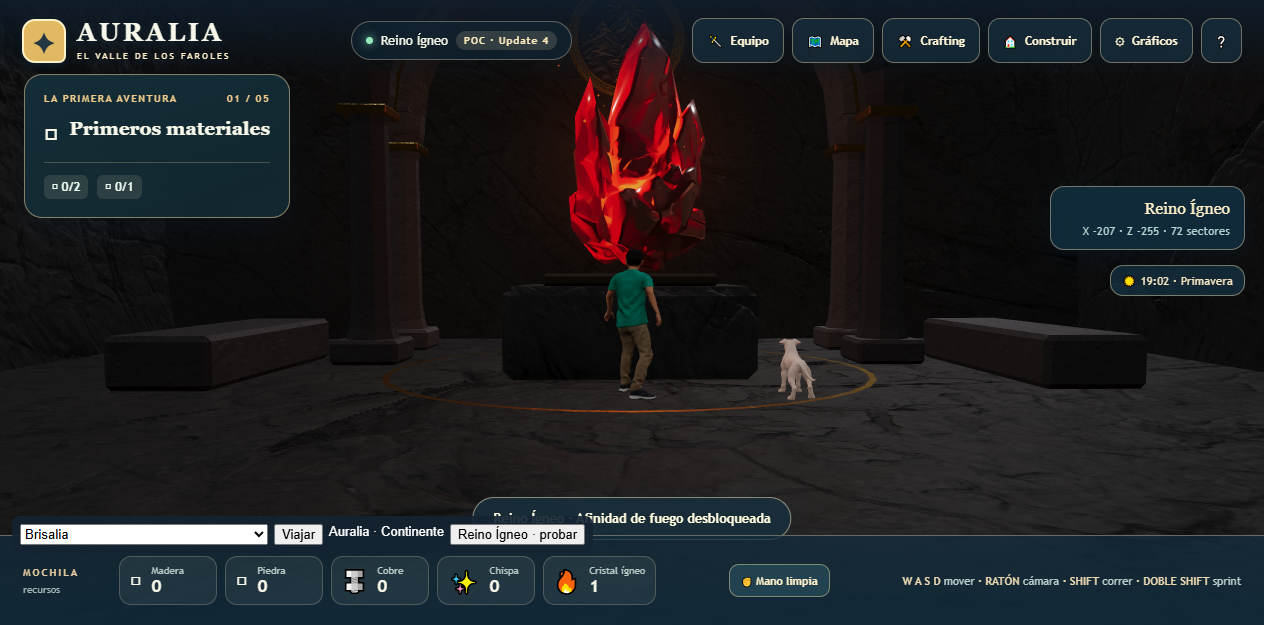 AURALIA
EL VALLE DE LOS FAROLES
Reino Ígneo POC · Update 4
Equipo
Mapa
Crafting
Construir
Gráficos
?
LA PRIMERA AVENTURA 01 / 05
Primeros materiales
0/2 0/1
Reino Ígneo
X -207 · Z -255 · 72 sectores
19:02 · Primavera
Reino Ígneo · Afinidad de fuego desbloqueada
Brisalia Viajar Auralia · Continente Reino Ígneo · probar
MOCHILA
recursos
Madera
0
Piedra
0
Cobre
0
Chispa
0
Cristal ígneo
1
Mano limpia
W A S D mover · RATÓN cámara · SHIFT correr · DOBLE SHIFT sprint